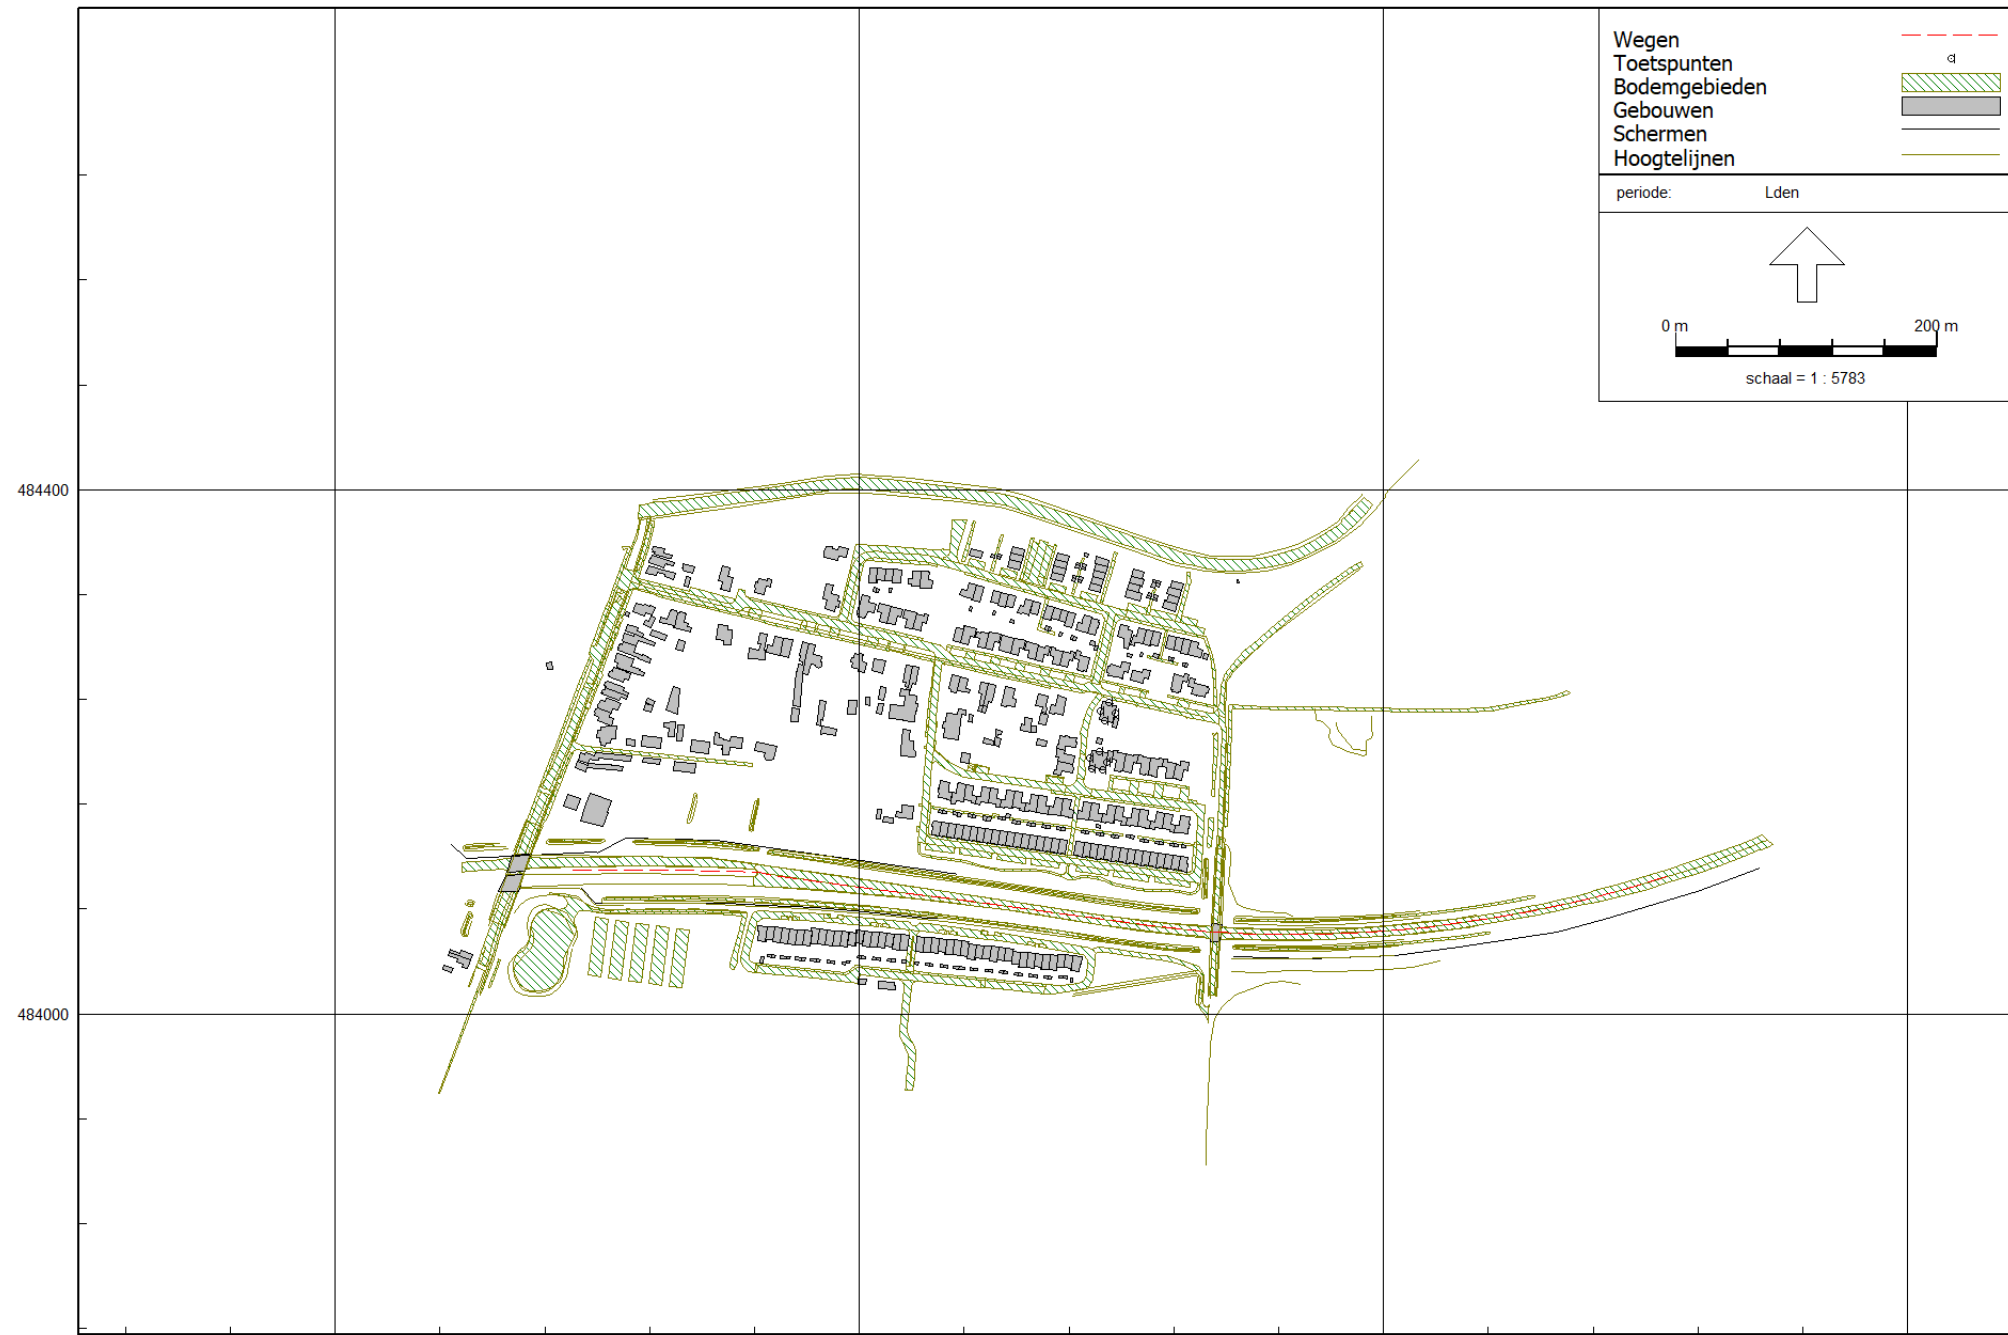 Wegen
Toetspunten
Bodemgebieden
Gebouwen
Schermen
Hoogtelijnen
periode: Lden
0 m 200 m
schaal = 1 : 5783
484400
484000